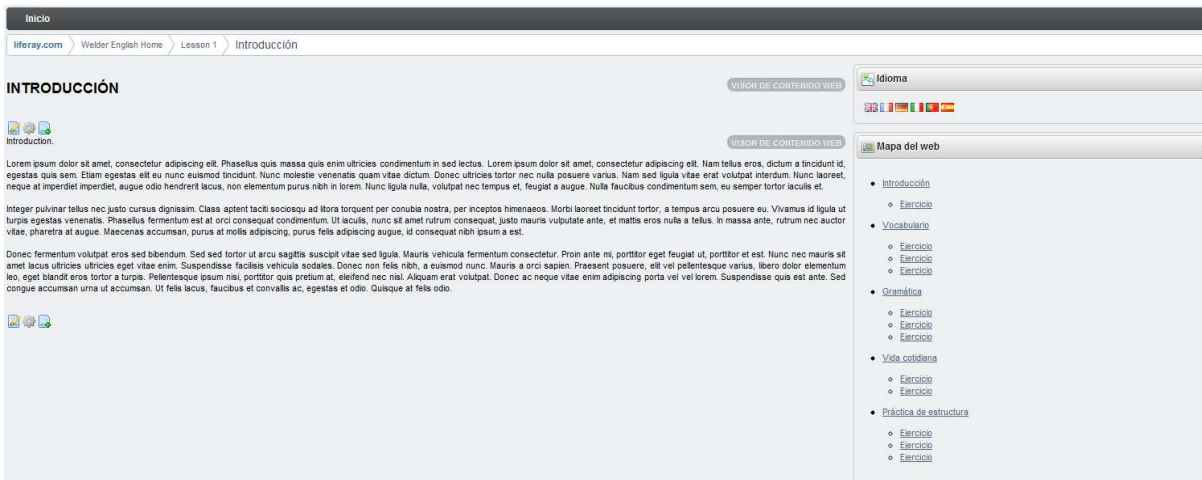 Inicio
liferay.com Welder English Home Lesson 1 Introducción
INTRODUCCIÓN
VISOR DE CONTENIDO WEB
Introduction.
VISOR DE CONTENIDO WEB
Lorem ipsum dolor sit amet, consectetur adipiscing elit. Phasellus quis massa quis enim ultricies condimentum in sed lectus. Lorem ipsum dolor sit amet, consectetur adipiscing elit. Nam tellus eros, dictum a tincidunt id,
egestas quis sem. Etiam egestas elit eu nunc euismod tincidunt. Nunc molestie venenatis quam vitae dictum. Donec ultricies tortor nec nulla posuere varius. Nam sed ligula vitae erat volutpat interdum. Nunc laoreet,
neque at imperdiet imperdiet, augue odio hendrerit lacus, non elementum purus nibh in lorem. Nunc ligula nulla, volutpat nec tempus et, feugiat a augue. Nulla faucibus condimentum sem, eu semper tortor iaculis et.
Integer pulvinar tellus nec justo cursus dignissim. Class aptent taciti sociosqu ad litora torquent per conubia nostra, per inceptos himenaeos. Morbi laoreet tincidunt tortor, a tempus arcu posuere eu. Vivamus id ligula ut
turpis egestas venenatis. Phasellus fermentum est at orci consequat condimentum. Ut iaculis, nunc sit amet rutrum consequat, justo mauris vulputate ante, et mattis eros nulla a tellus. In massa ante, rutrum nec auctor
vitae, pharetra at augue. Maecenas accumsan, purus at mollis adipiscing, purus felis adipiscing augue, id consequat nibh ipsum a est.
Donec fermentum volutpat eros sed bibendum. Sed sed tortor ut arcu sagittis suscipit vitae sed ligula. Mauris vehicula fermentum consectetur. Proin ante mi, porttitor eget feugiat ut, porttitor et est. Nunc nec mauris sit
amet lacus ultricies ultricies eget vitae enim. Suspendisse facilisis vehicula sodales. Donec non felis nibh, a euismod nunc. Mauris a orci sapien. Praesent posuere, elit vel pellentesque varius, libero dolor elementum
leo, eget blandit eros tortor a turpis. Pellentesque ipsum nisi, porttitor quis pretium at, eleifend nec nisl. Aliquam erat volutpat. Donec ac neque vitae enim adipiscing porta vel vel lorem. Suspendisse quis est ante. Sed
congue accumsan urna ut accumsan. Ut felis lacus, faucibus et convallis ac, egestas et odio. Quisque at felis odio.
Idioma
Mapa del web
Introducción
Ejercicio
Vocabulario
Ejercicio
Ejercicio
Ejercicio
Gramática
Ejercicio
Ejercicio
Ejercicio
Vida cotidiana
Ejercicio
Ejercicio
Práctica de estructura
Ejercicio
Ejercicio
Ejercicio